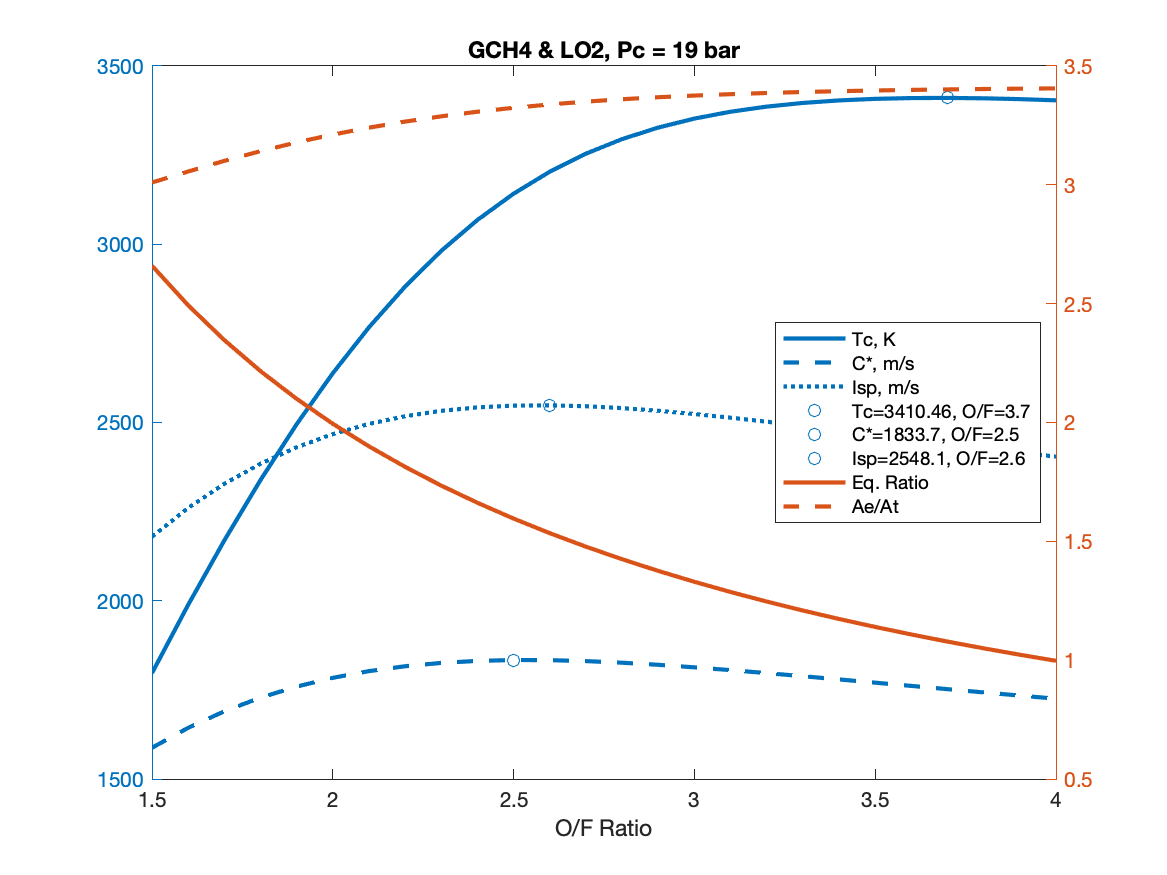 GCH4 & LO2, Pc = 19 bar
3500
3000
2500
2000
1500
3.5
3
2.5
2
1.5
1
0.5
Tc, K
C*, m/s
Isp, m/s
Tc=3410.46, O/F=3.7
C*=1833.7, O/F=2.5
Isp=2548.1, O/F=2.6
Eq. Ratio
Ae/At
1.5 2 2.5 3 3.5 4
O/F Ratio